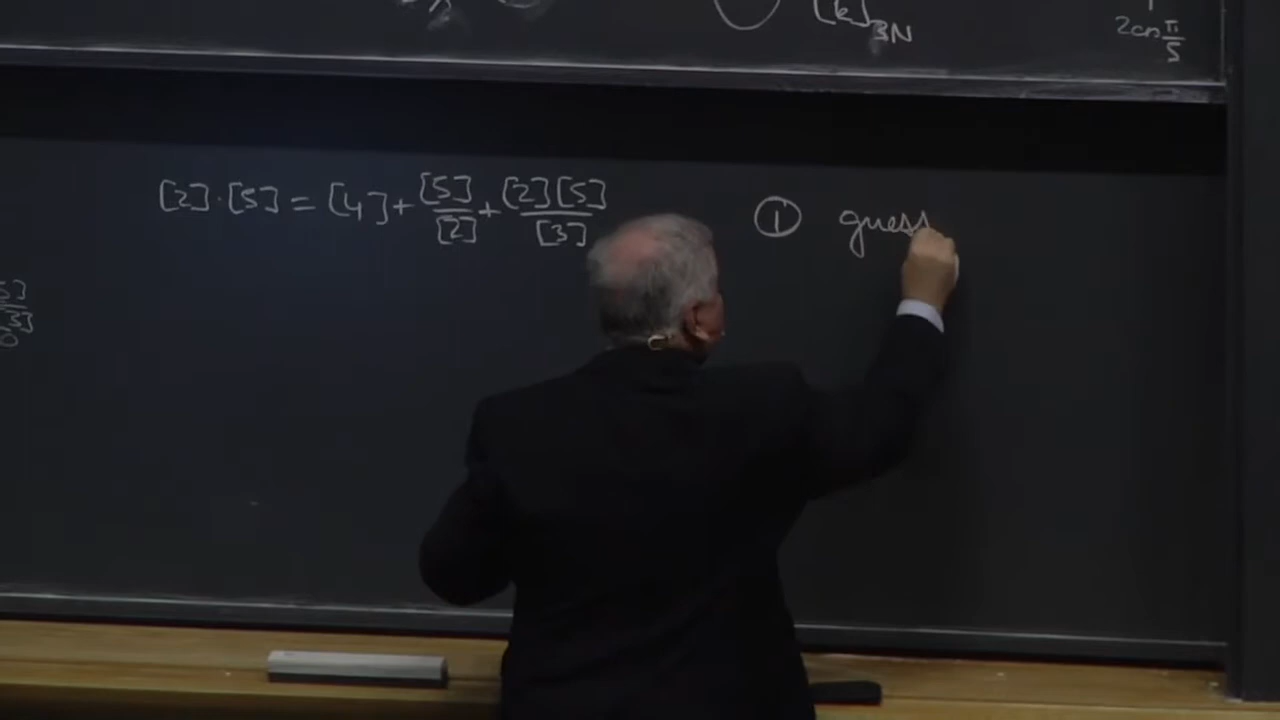 [k]_{3N}
2cos π/5
[2]·[5] = [4] + [5]/[2] + [2][5]/[3]
① guess